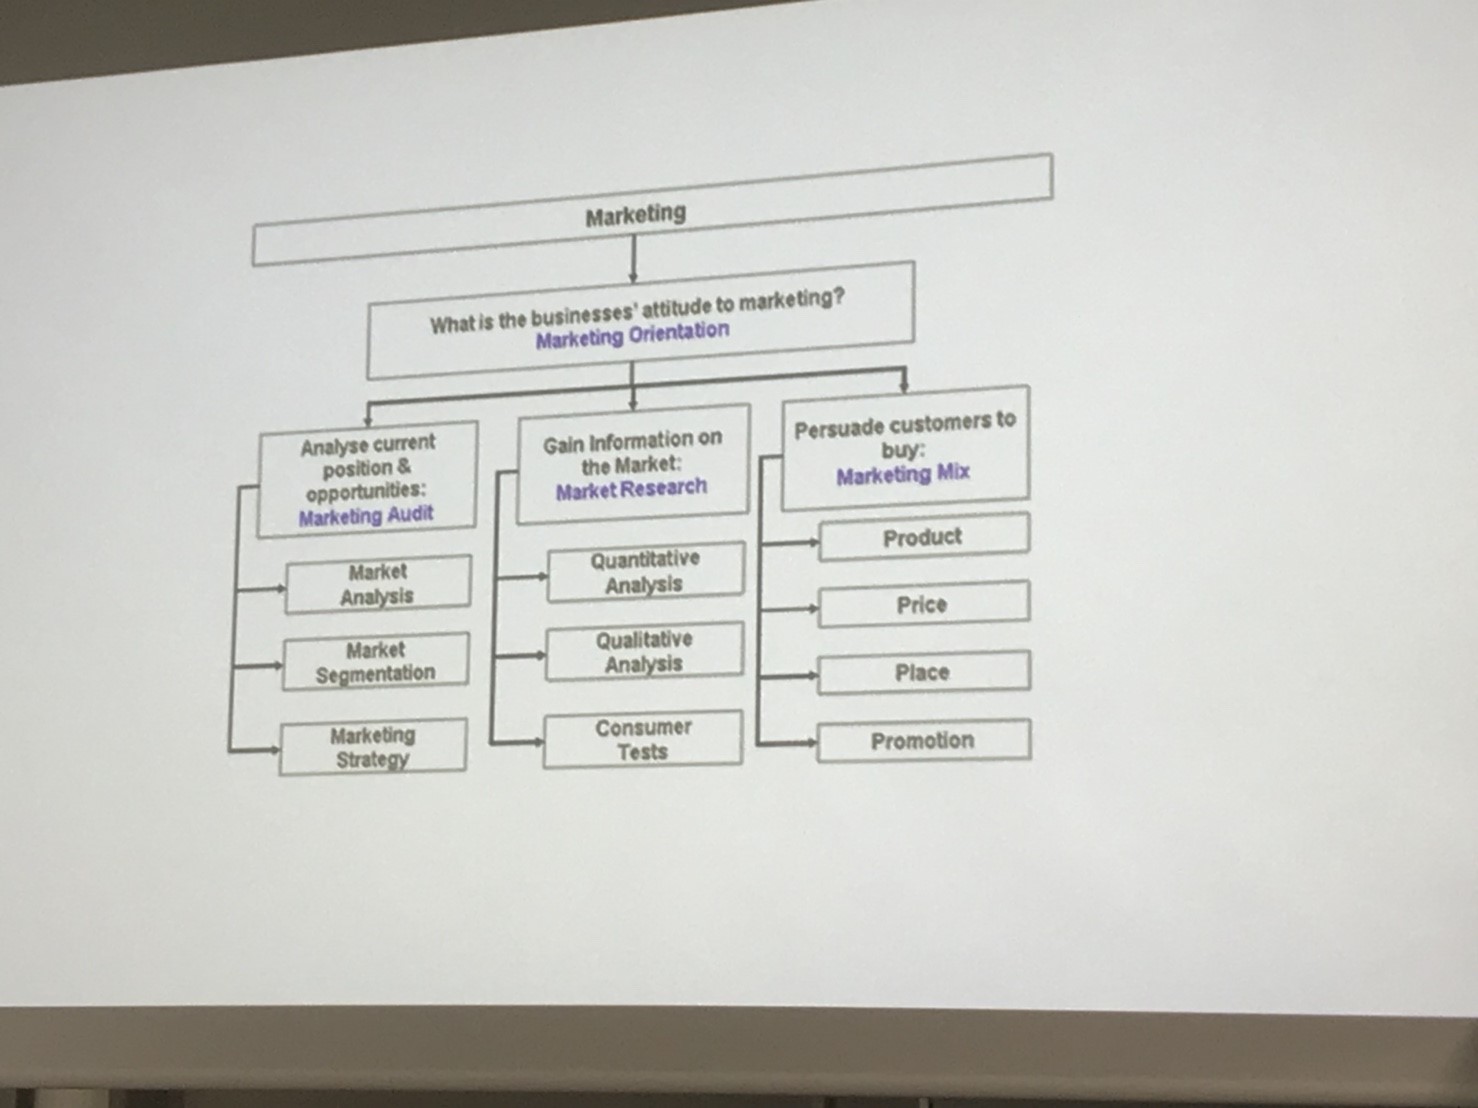 Marketing
What is the businesses' attitude to marketing?
Marketing Orientation
Analyse current
position &
opportunities:
Marketing Audit
Market
Analysis
Market
Segmentation
Marketing
Strategy
Gain Information on
the Market:
Market Research
Quantitative
Analysis
Qualitative
Analysis
Consumer
Tests
Persuade customers to
buy:
Marketing Mix
Product
Price
Place
Promotion